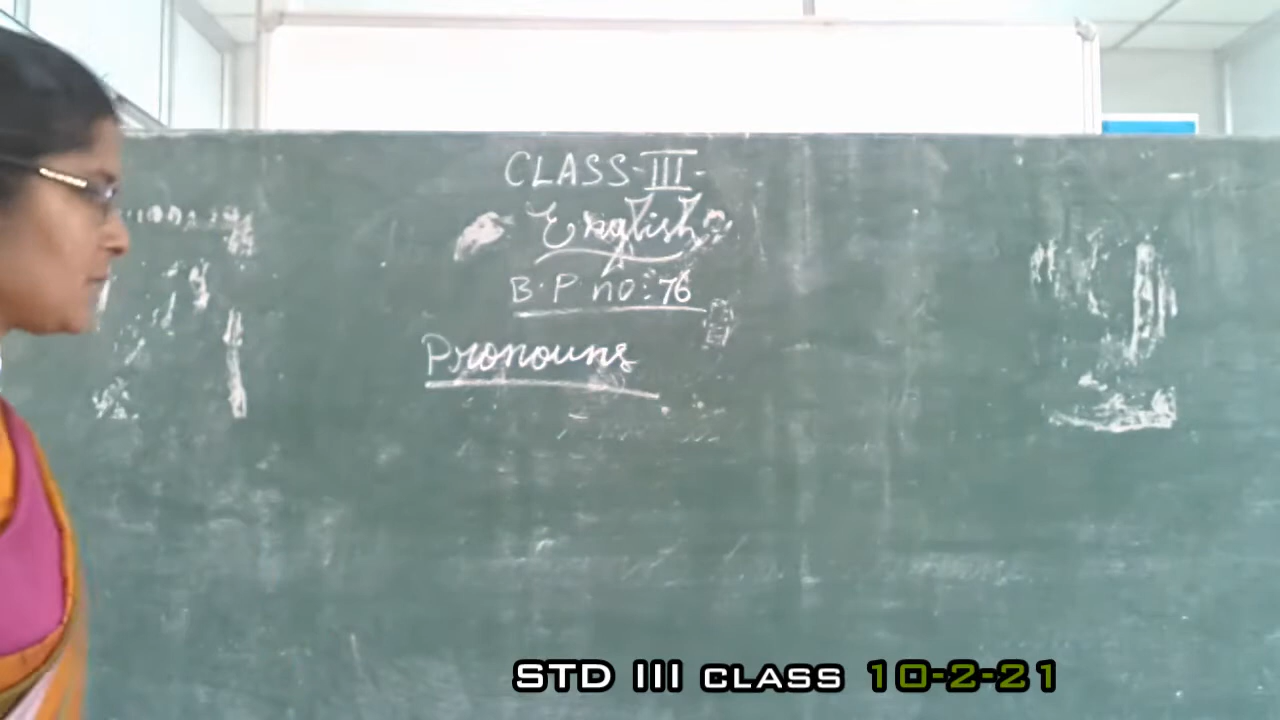 CLASS-III-
English
B.P no: 76
Pronouns
STD III CLASS 10-2-21